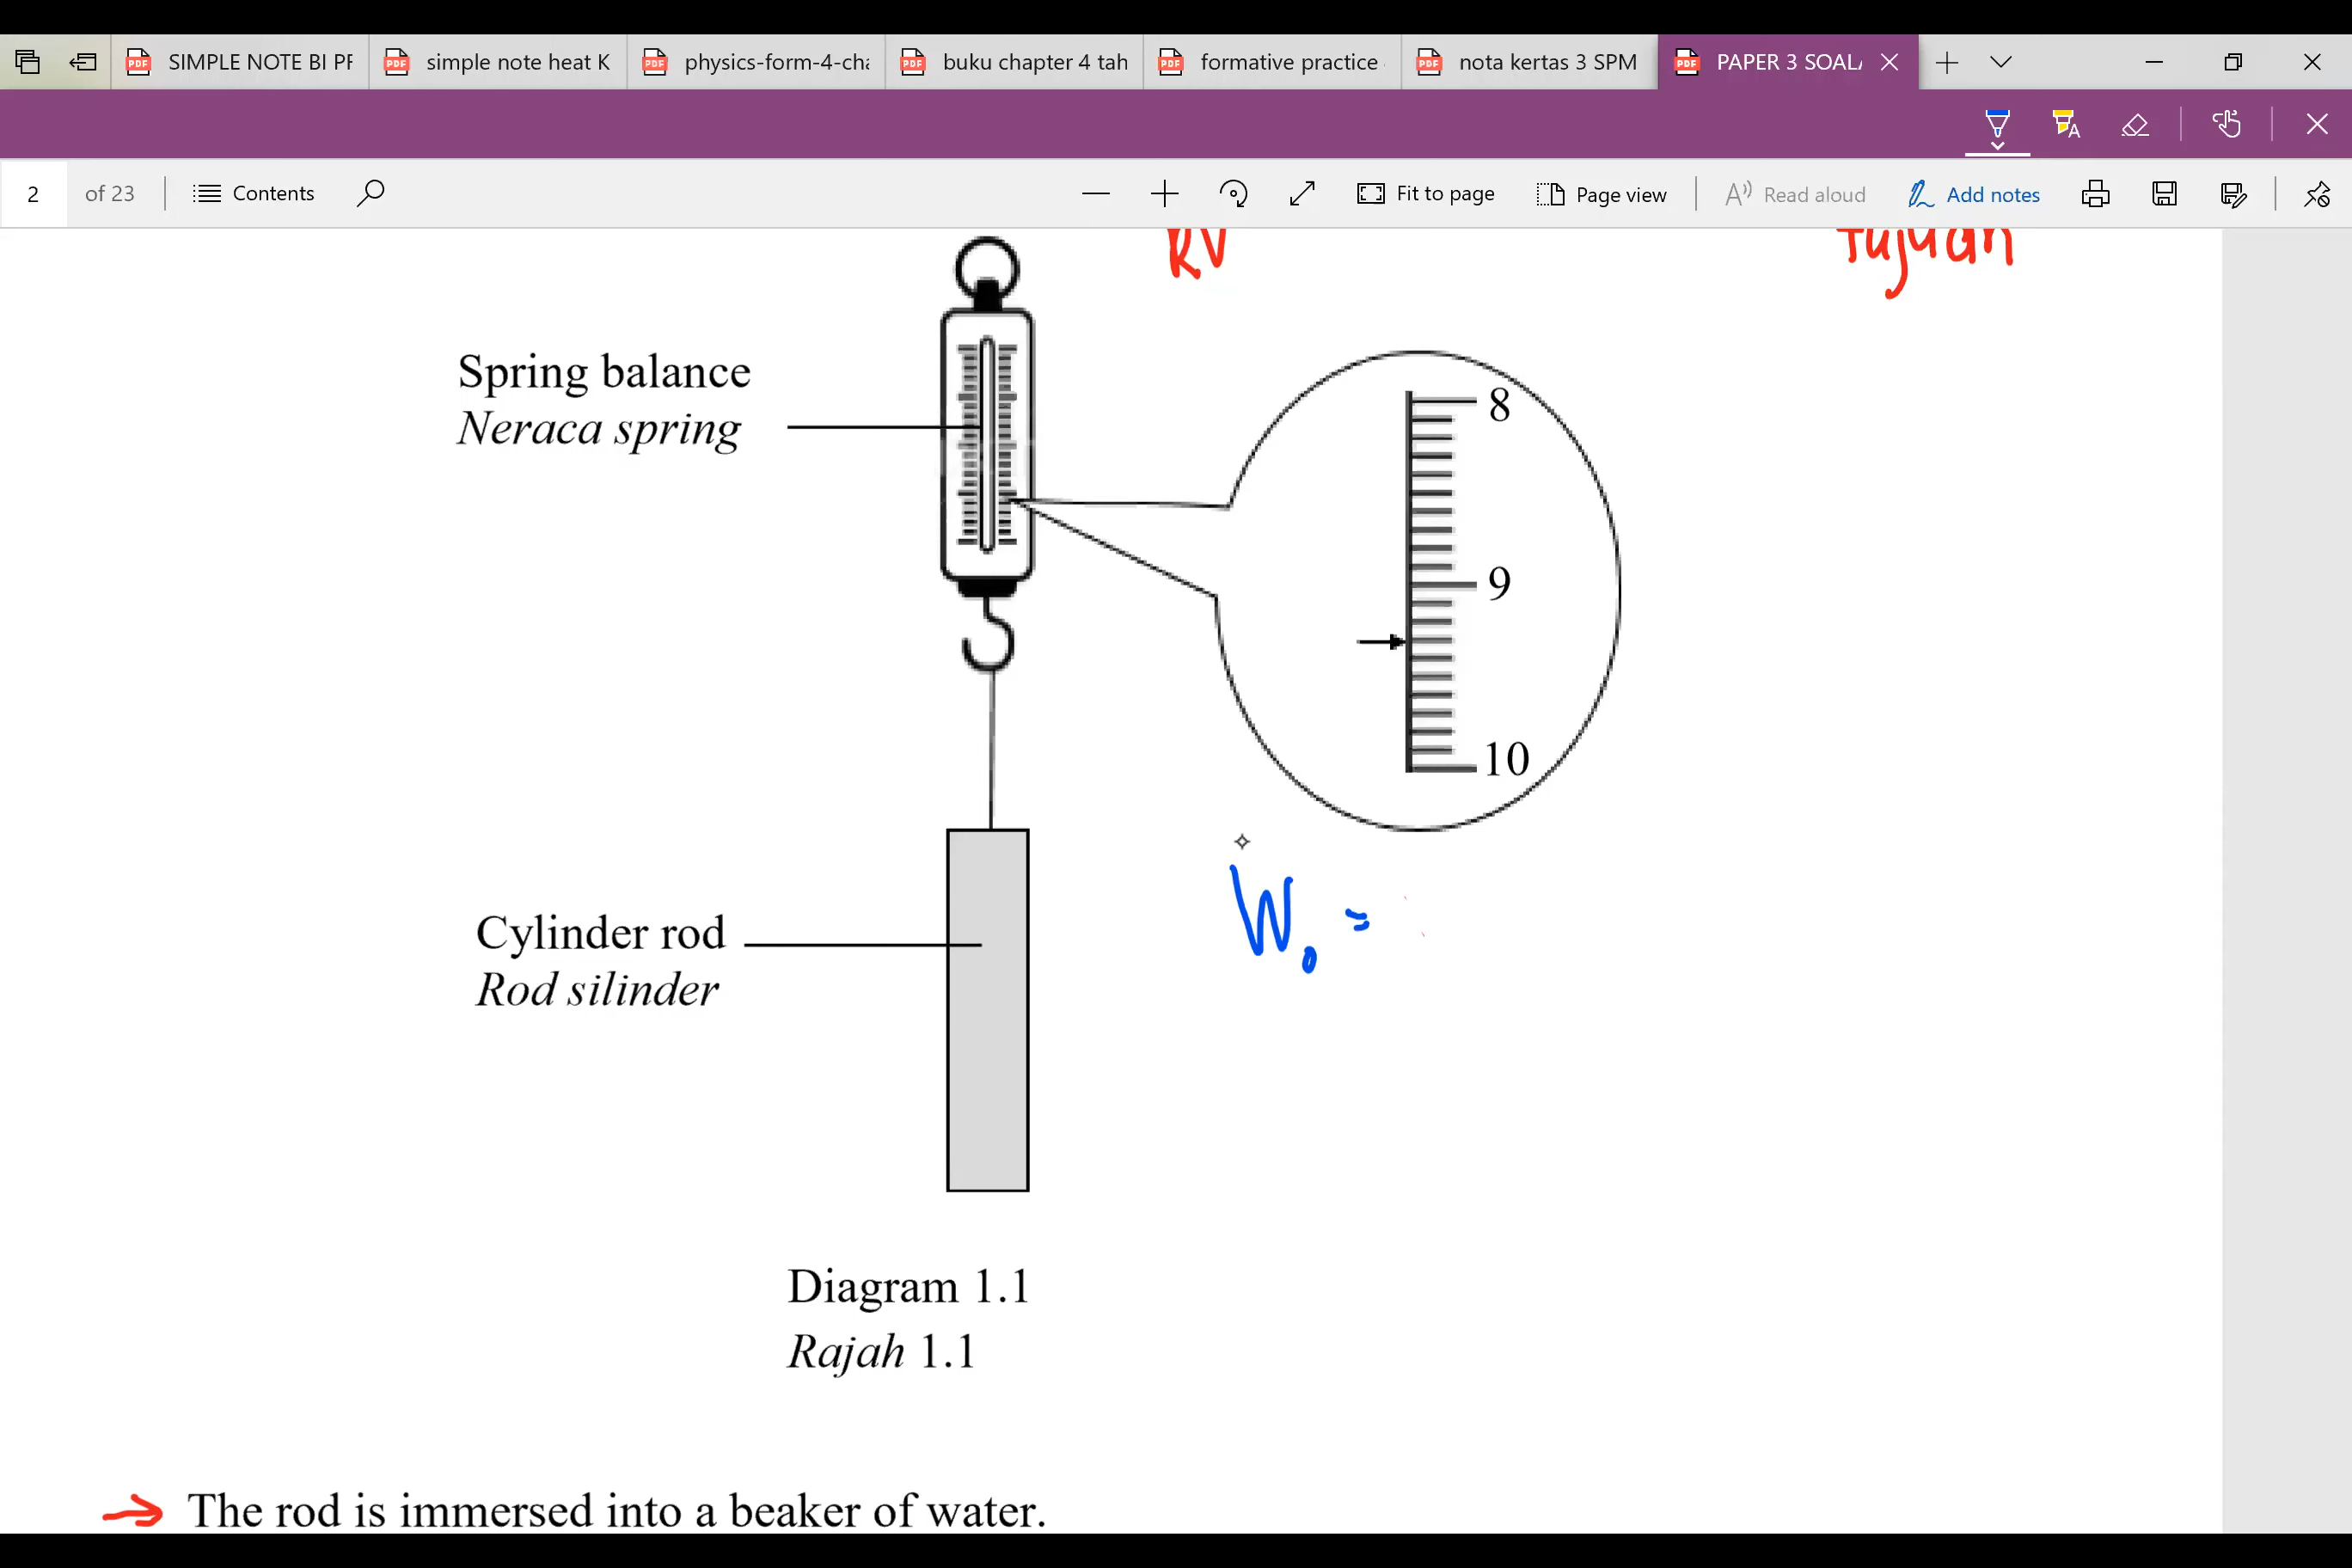 SIMPLE NOTE BI PF
simple note heat K
physics-form-4-cha
buku chapter 4 tah
formative practice
nota kertas 3 SPM
PAPER 3 SOALA
2 of 23
Contents
Fit to page
Page view
Read aloud
Add notes
RV
tujuan
Spring balance
Neraca spring
8
9
10
W₀ =
Cylinder rod
Rod silinder
Diagram 1.1
Rajah 1.1
The rod is immersed into a beaker of water.